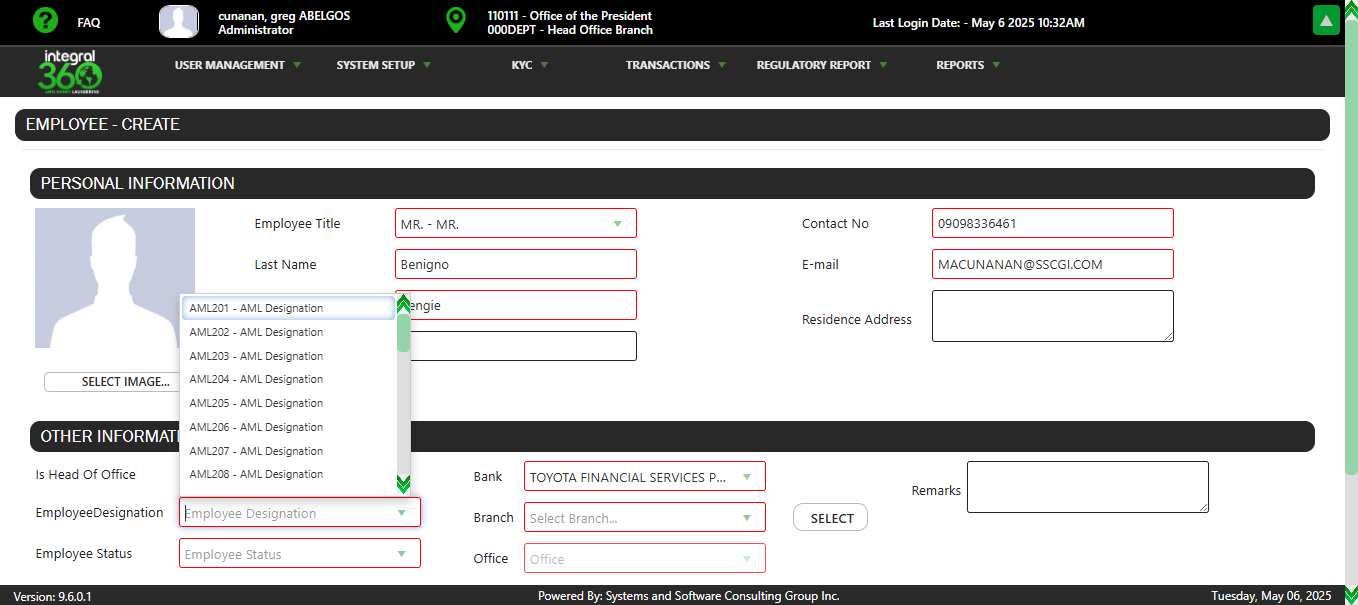 FAQ
cunanan, greg ABELGOS
Administrator
110111 - Office of the President
000DEPT - Head Office Branch
Last Login Date: - May 6 2025 10:32AM
integral
360
ANTI-MONEY LAUNDERING
USER MANAGEMENT
SYSTEM SETUP
KYC
TRANSACTIONS
REGULATORY REPORT
REPORTS
EMPLOYEE - CREATE
PERSONAL INFORMATION
Employee Title
MR. - MR.
Contact No
09098336461
Last Name
Benigno
E-mail
MACUNANAN@SSCGI.COM
engie
Residence Address
SELECT IMAGE...
AML201 - AML Designation
AML202 - AML Designation
AML203 - AML Designation
AML204 - AML Designation
AML205 - AML Designation
AML206 - AML Designation
AML207 - AML Designation
AML208 - AML Designation
OTHER INFORMATI
Is Head Of Office
Bank
TOYOTA FINANCIAL SERVICES P...
Remarks
EmployeeDesignation
Employee Designation
Branch
Select Branch...
SELECT
Employee Status
Employee Status
Office
Office
Version: 9.6.0.1
Powered By: Systems and Software Consulting Group Inc.
Tuesday, May 06, 2025